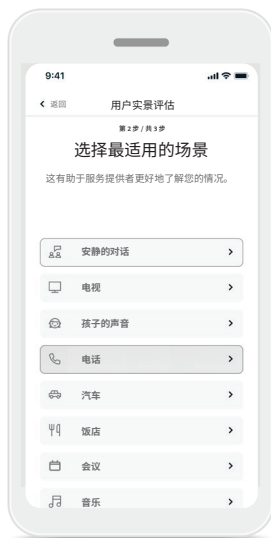 9:41
返回
用户实景评估
第 2 步 / 共 3 步
选择最适用的场景
这有助于服务提供者更好地了解您的情况。
安静的对话
电视
孩子的声音
电话
汽车
饭店
会议
音乐